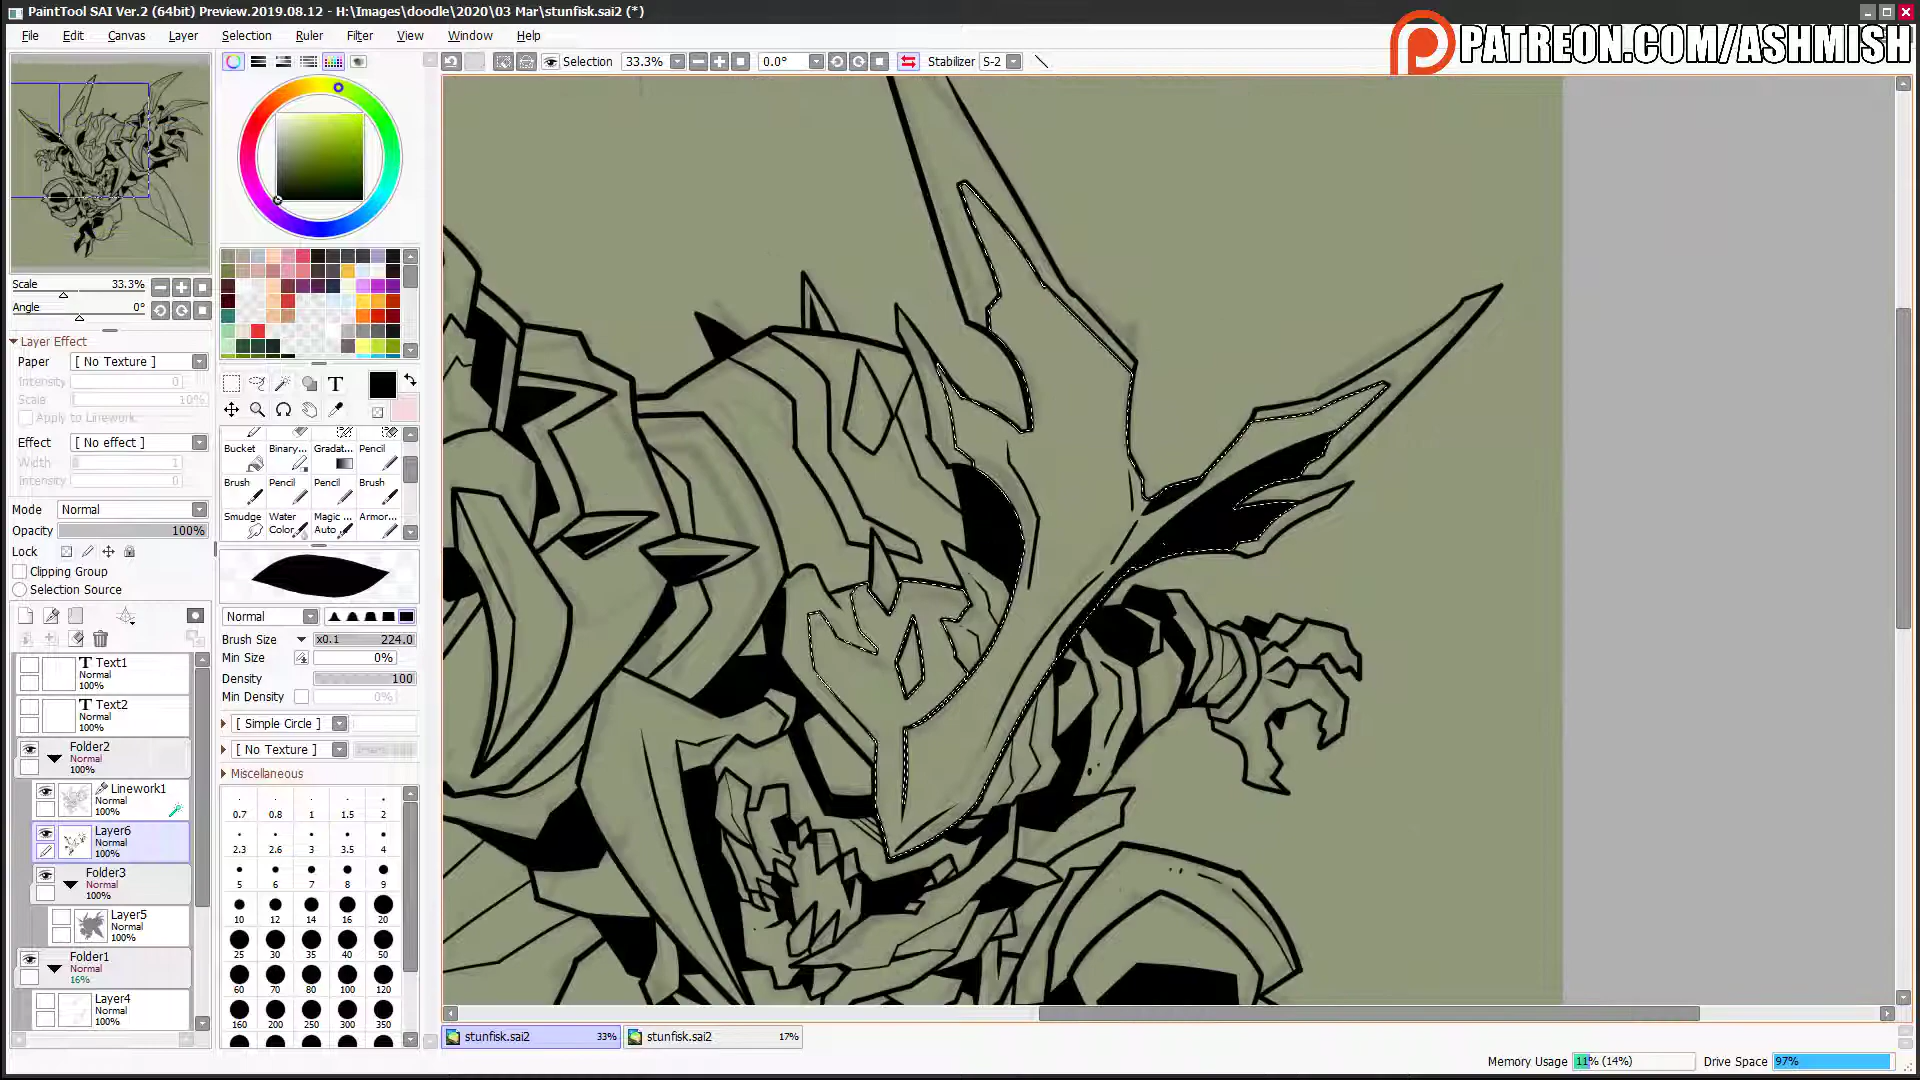 PaintTool SAI Ver.2 (64bit) Preview.2019.08.12 - H:\Images\doodle\2020\03 Mar\stunfisk.sai2 (*)
PATREON.COM/ASHMISH
File Edit Canvas Layer Selection Ruler Filter View Window Help
Selection 33.3% 0.0° Stabilizer S-2
Scale 33.3%
Angle 0°
Layer Effect
Paper [ No Texture ]
Intensity 0
Scale 10%
Apply to Linework
Effect [ No effect ]
Width 1
Intensity 0
Mode Normal
Opacity 100%
Lock
Clipping Group
Selection Source
T Text1
Normal
100%
T Text2
Normal
100%
Folder2
Normal
100%
Linework1
Normal
100%
Layer6
Normal
100%
Folder3
Normal
100%
Layer5
Normal
100%
Folder1
Normal
16%
Layer4
Normal
100%
T
Bucket Binary... Gradat... Pencil
Brush Pencil Pencil Brush
Smudge Water Color Magic ... Auto Armor...
Normal
Brush Size x0.1 224.0
Min Size 0%
Density 100
Min Density 0%
[ Simple Circle ]
[ No Texture ]
Miscellaneous
0.7 0.8 1 1.5 2
2.3 2.6 3 3.5 4
5 6 7 8 9
10 12 14 16 20
25 30 35 40 50
60 70 80 100 120
160 200 250 300 350
stunfisk.sai2 33% stunfisk.sai2 17%
Memory Usage 11% (14%) Drive Space 97%